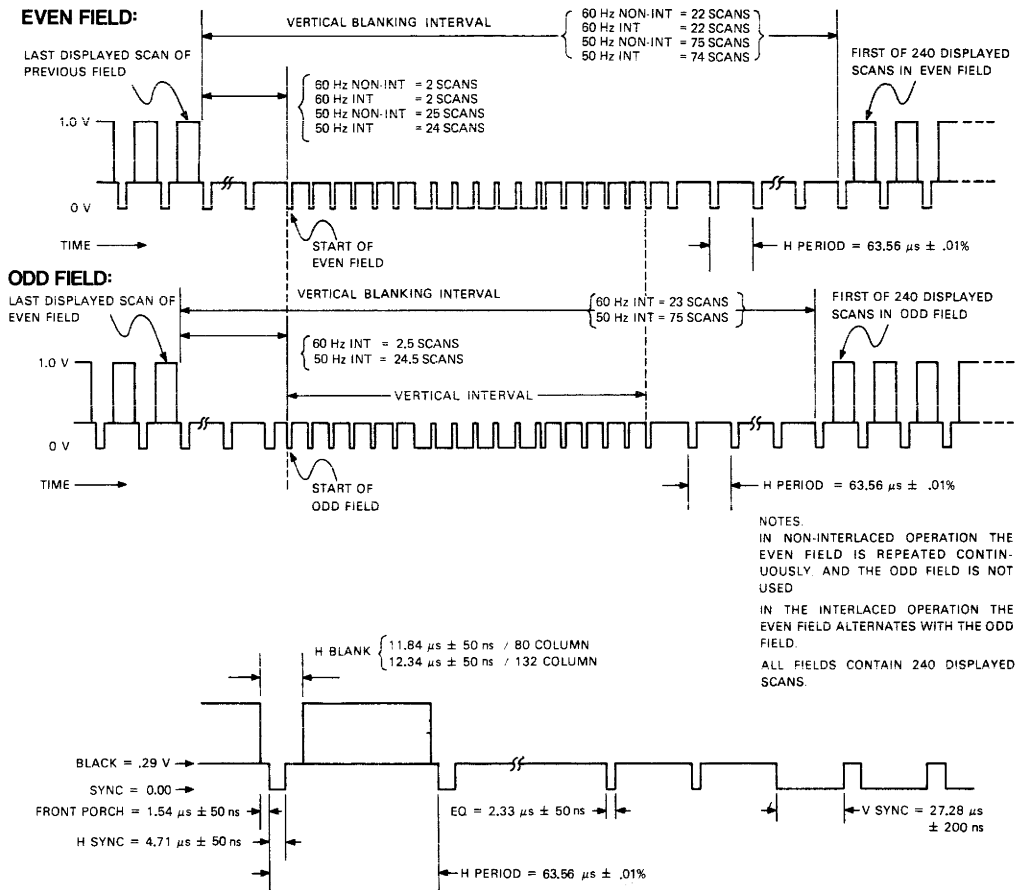 EVEN FIELD:
VERTICAL BLANKING INTERVAL
60 Hz NON-INT = 22 SCANS
60 Hz INT = 22 SCANS
50 Hz NON-INT = 75 SCANS
50 Hz INT = 74 SCANS
LAST DISPLAYED SCAN OF
PREVIOUS FIELD
FIRST OF 240 DISPLAYED
SCANS IN EVEN FIELD
60 Hz NON-INT = 2 SCANS
60 Hz INT = 2 SCANS
50 Hz NON-INT = 25 SCANS
50 Hz INT = 24 SCANS
1.0 V
0 V
TIME
START OF
EVEN FIELD
H PERIOD = 63.56 µs ± .01%
ODD FIELD:
LAST DISPLAYED SCAN OF
EVEN FIELD
VERTICAL BLANKING INTERVAL
60 Hz INT = 23 SCANS
50 Hz INT = 75 SCANS
FIRST OF 240 DISPLAYED
SCANS IN ODD FIELD
60 Hz INT = 2.5 SCANS
50 Hz INT = 24.5 SCANS
1.0 V
VERTICAL INTERVAL
0 V
TIME
START OF
ODD FIELD
H PERIOD = 63.56 µs ± .01%
NOTES.
IN NON-INTERLACED OPERATION THE
EVEN FIELD IS REPEATED CONTIN-
UOUSLY. AND THE ODD FIELD IS NOT
USED
IN THE INTERLACED OPERATION THE
EVEN FIELD ALTERNATES WITH THE ODD
FIELD.
ALL FIELDS CONTAIN 240 DISPLAYED
SCANS.
H BLANK
11.84 µs ± 50 ns / 80 COLUMN
12.34 µs ± 50 ns / 132 COLUMN
BLACK = .29 V
SYNC = 0.00
FRONT PORCH = 1.54 µs ± 50 ns
EQ = 2.33 µs ± 50 ns
V SYNC = 27.28 µs
± 200 ns
H SYNC = 4.71 µs ± 50 ns
H PERIOD = 63.56 µs ± .01%